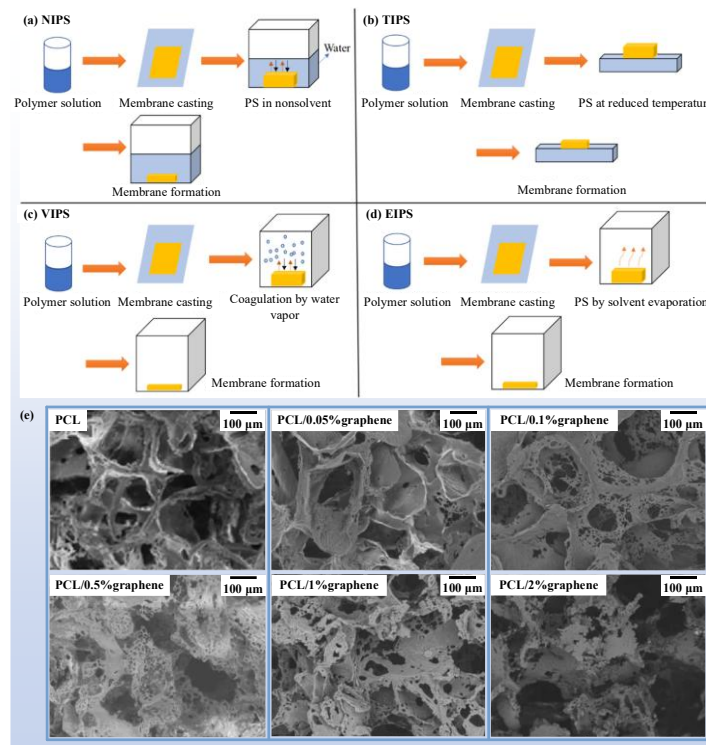 (a) NIPS
Water
Polymer solution
Membrane casting
PS in nonsolvent
Membrane formation
(b) TIPS
Polymer solution
Membrane casting
PS at reduced temperatur
Membrane formation
(c) VIPS
Polymer solution
Membrane casting
Coagulation by water
vapor
Membrane formation
(d) EIPS
Polymer solution
Membrane casting
PS by solvent evaporation
Membrane formation
(e)
PCL
100 μm
PCL/0.05%graphene
100 μm
PCL/0.1%graphene
100 μm
PCL/0.5%graphene
100 μm
PCL/1%graphene
100 μm
PCL/2%graphene
100 μm